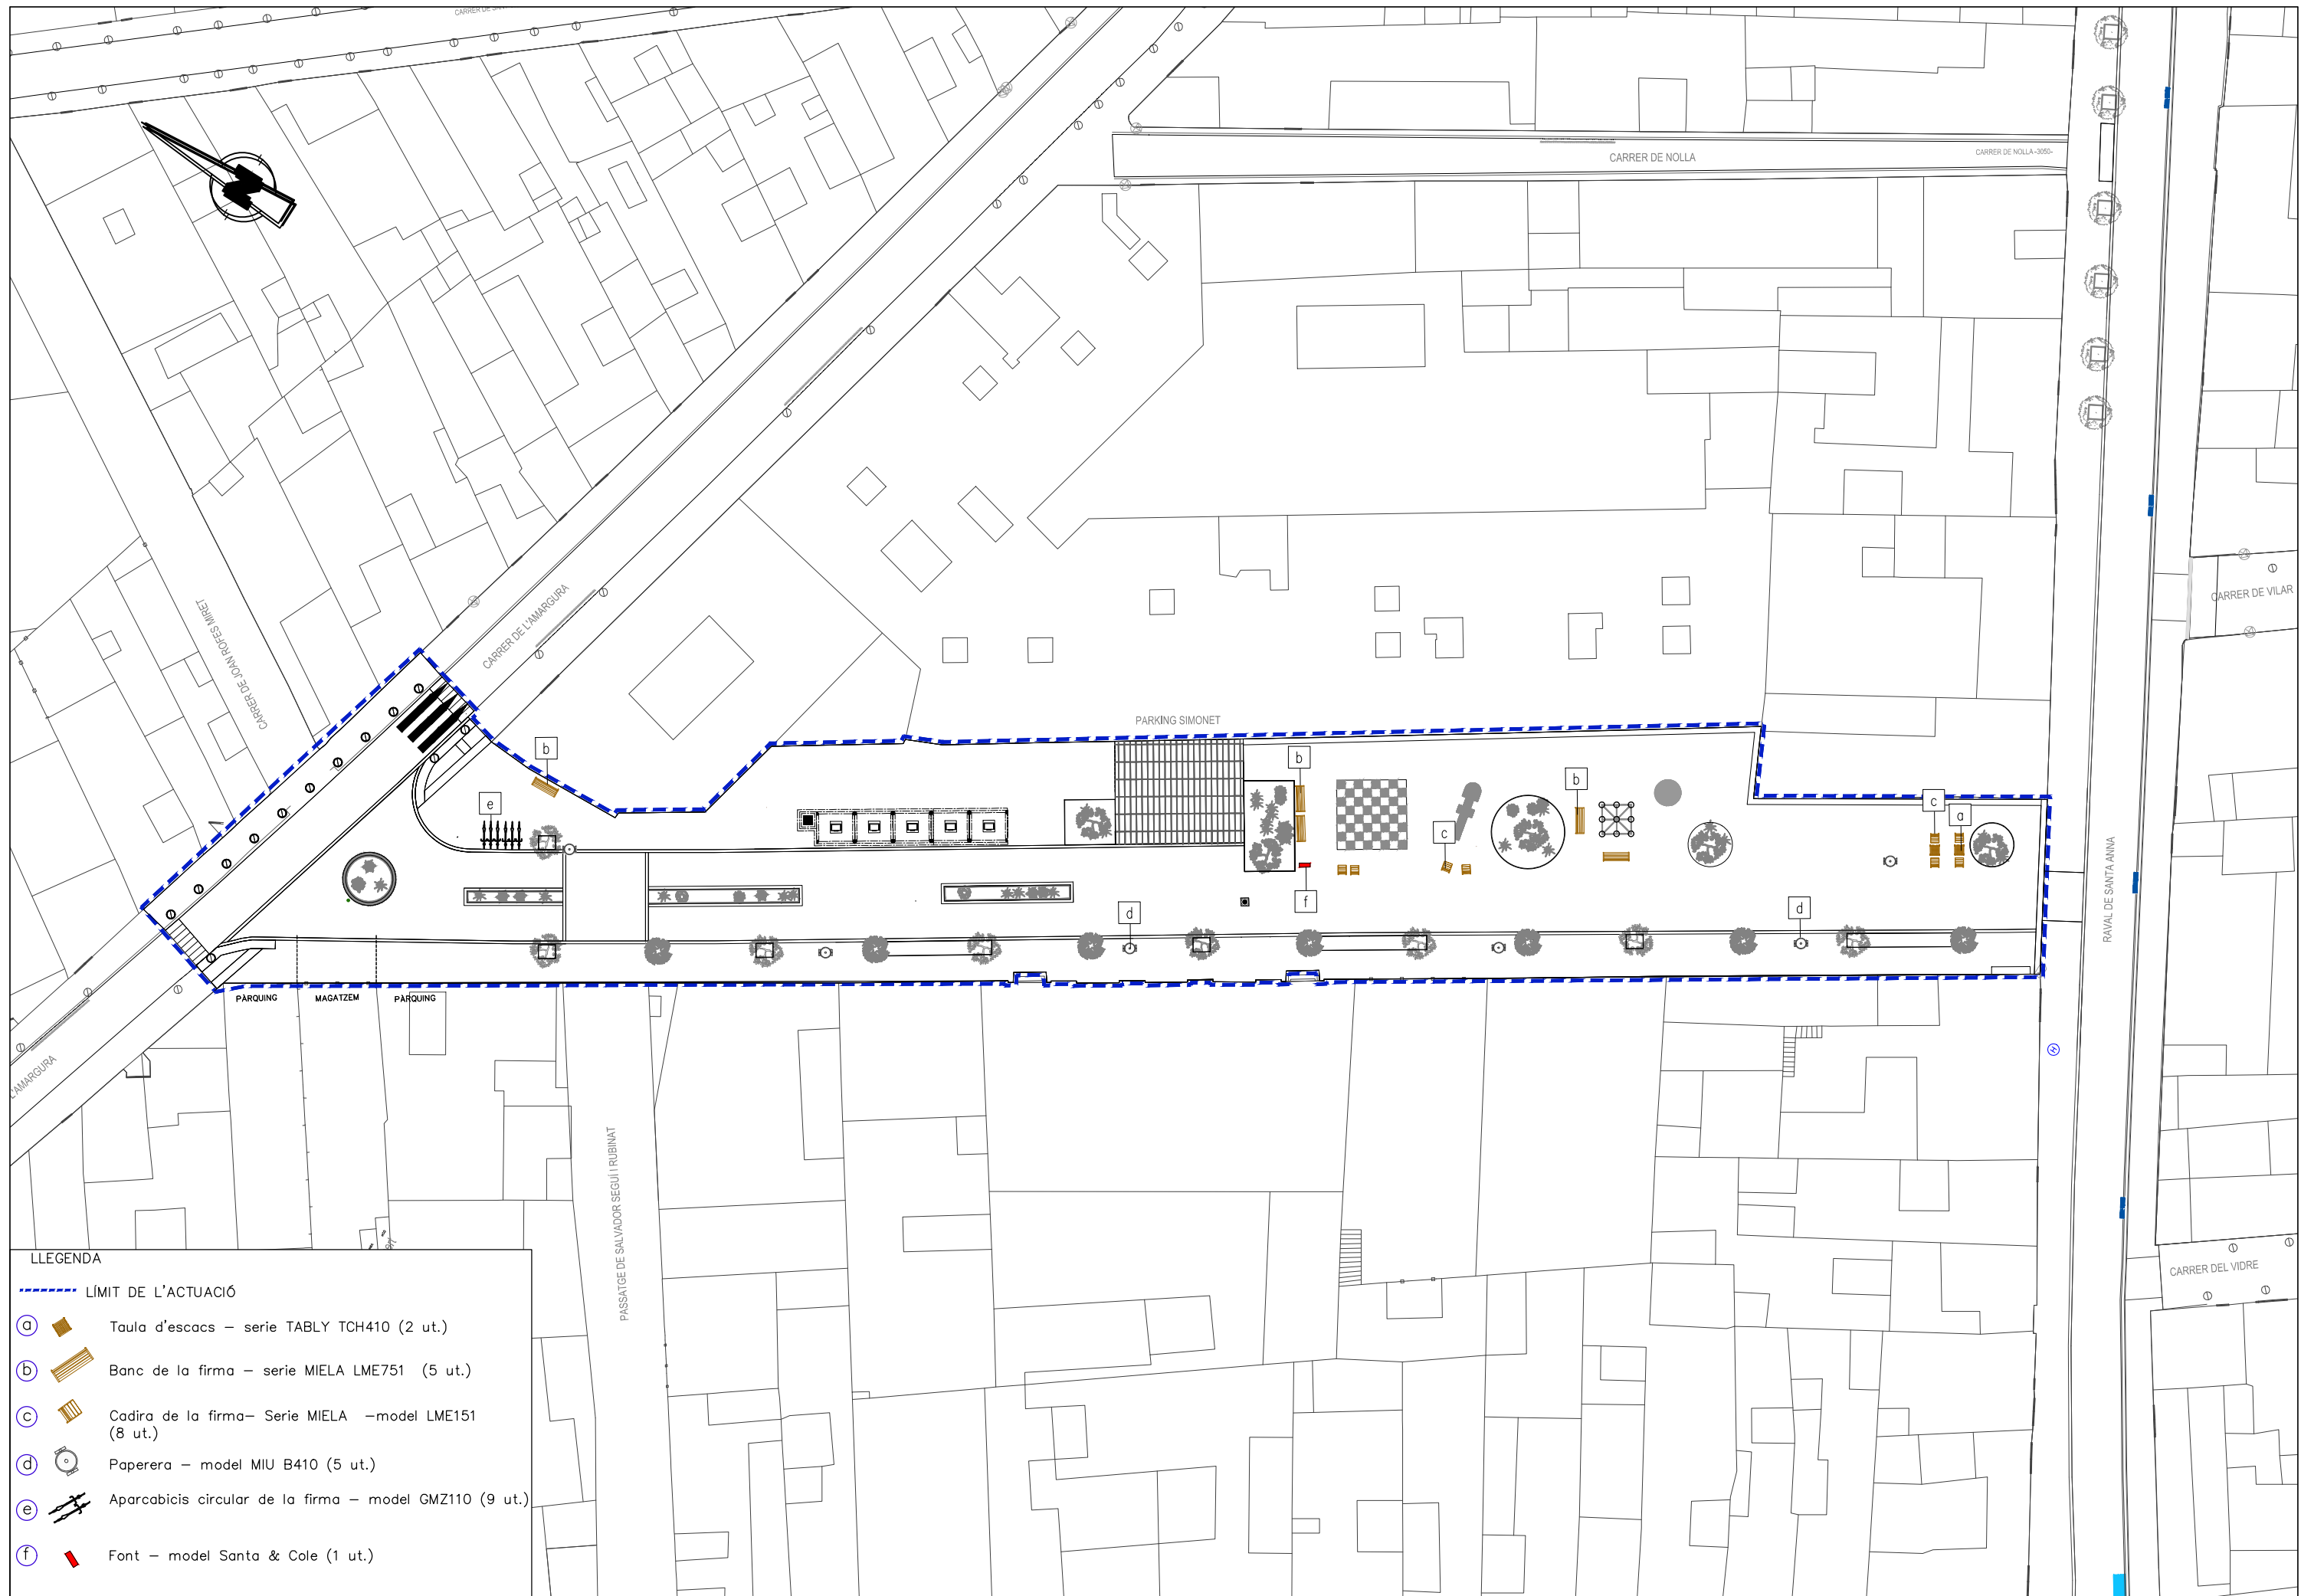 CARRER DE NOLLA
CARRER DE NOLLA -3050-
CARRER DE JOAN ROFES MIRET
CARRER DE L'AMARGURA
CARRER DE VILAR
PARKING SIMONET
b
b
b
e
c
c
a
f
d
d
RAVAL DE SANTA ANNA
PÀRQUING
MAGATZEM
PÀRQUING
L'AMARGURA
H
PASSATGE DE SALVADOR SEGUÍ I RUBINAT
CARRER DEL VIDRE
LLEGENDA
LÍMIT DE L'ACTUACIÓ
a Taula d'escacs – serie TABLY TCH410 (2 ut.)
b Banc de la firma – serie MIELA LME751 (5 ut.)
c Cadira de la firma– Serie MIELA –model LME151
(8 ut.)
d Paperera – model MIU B410 (5 ut.)
e Aparcabicis circular de la firma – model GMZ110 (9 ut.)
f Font – model Santa & Cole (1 ut.)